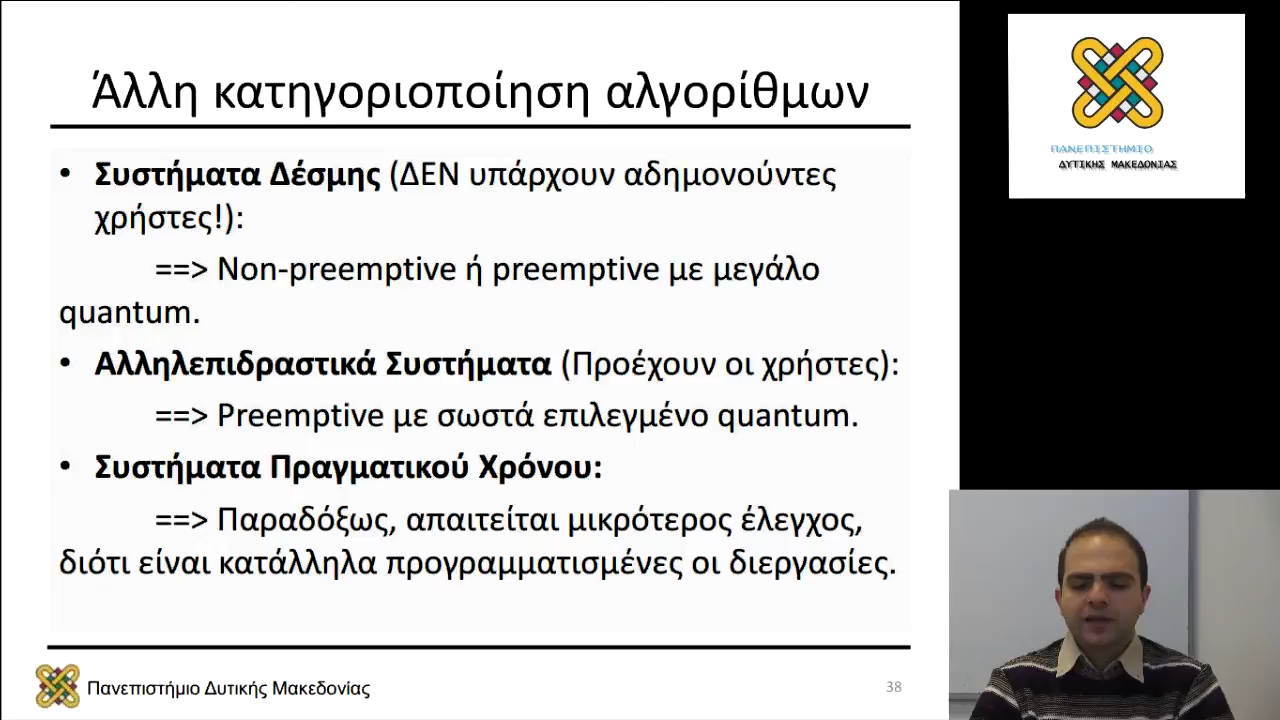 Άλλη κατηγοριοποίηση αλγορίθμων
• Συστήματα Δέσμης (ΔΕΝ υπάρχουν αδημονούντες
χρήστες!):
==> Non-preemptive ή preemptive με μεγάλο
quantum.
• Αλληλεπιδραστικά Συστήματα (Προέχουν οι χρήστες):
==> Preemptive με σωστά επιλεγμένο quantum.
• Συστήματα Πραγματικού Χρόνου:
==> Παραδόξως, απαιτείται μικρότερος έλεγχος,
διότι είναι κατάλληλα προγραμματισμένες οι διεργασίες.
Πανεπιστήμιο Δυτικής Μακεδονίας
38
ΠΑΝΕΠΙΣΤΗΜΙΟ
ΔΥΤΙΚΗΣ ΜΑΚΕΔΟΝΙΑΣ